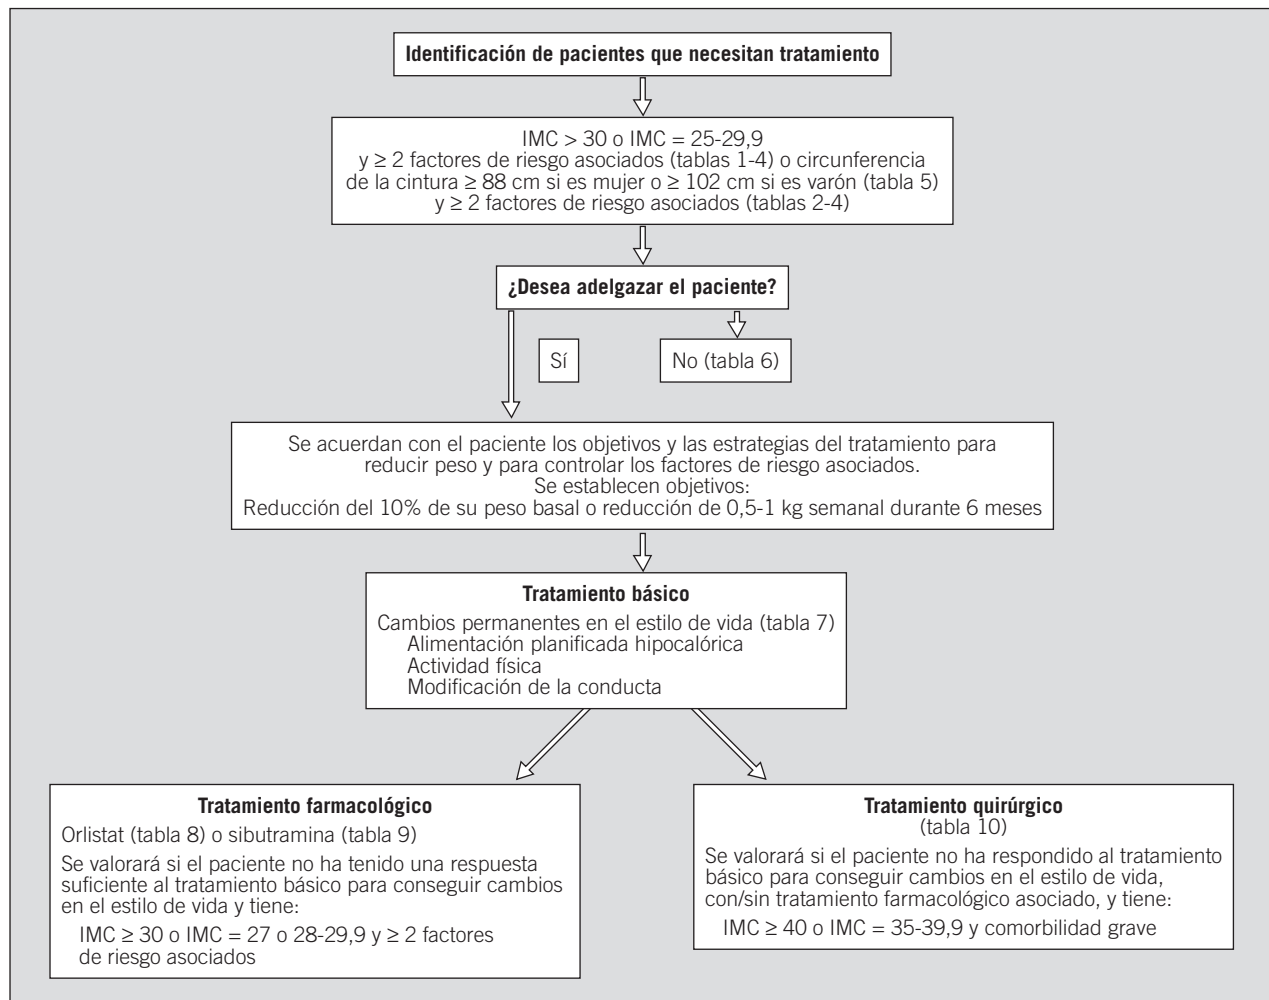 Identificación de pacientes que necesitan tratamiento
IMC > 30 o IMC = 25-29,9
y ≥ 2 factores de riesgo asociados (tablas 1-4) o circunferencia
de la cintura ≥ 88 cm si es mujer o ≥ 102 cm si es varón (tabla 5)
y ≥ 2 factores de riesgo asociados (tablas 2-4)
¿Desea adelgazar el paciente?
Sí
No (tabla 6)
Se acuerdan con el paciente los objetivos y las estrategias del tratamiento para
reducir peso y para controlar los factores de riesgo asociados.
Se establecen objetivos:
Reducción del 10% de su peso basal o reducción de 0,5-1 kg semanal durante 6 meses
Tratamiento básico
Cambios permanentes en el estilo de vida (tabla 7)
Alimentación planificada hipocalórica
Actividad física
Modificación de la conducta
Tratamiento farmacológico
Orlistat (tabla 8) o sibutramina (tabla 9)
Se valorará si el paciente no ha tenido una respuesta
suficiente al tratamiento básico para conseguir cambios
en el estilo de vida y tiene:
IMC ≥ 30 o IMC = 27 o 28-29,9 y ≥ 2 factores
de riesgo asociados
Tratamiento quirúrgico
(tabla 10)
Se valorará si el paciente no ha respondido al tratamiento
básico para conseguir cambios en el estilo de vida,
con/sin tratamiento farmacológico asociado, y tiene:
IMC ≥ 40 o IMC = 35-39,9 y comorbilidad grave